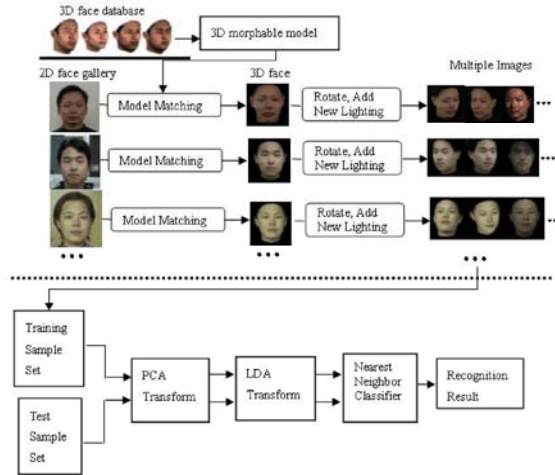 3D face database
3D morphable model
2D face gallery
3D face
Multiple Images
Model Matching
Rotate, Add
New Lighting
...
Model Matching
Rotate, Add
New Lighting
...
Model Matching
Rotate, Add
New Lighting
...
...
...
...
Training
Sample
Set
PCA
Transform
LDA
Transform
Nearest
Neighbor
Classifier
Recognition
Result
Test
Sample
Set